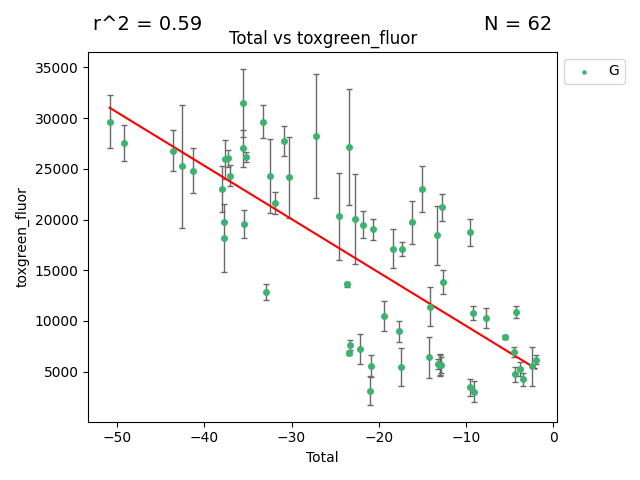 r^2 = 0.59
N = 62
Total vs toxgreen_fluor
G
35000
30000
25000
20000
15000
10000
5000
toxgreen_fluor
−50
−40
−30
−20
−10
0
Total